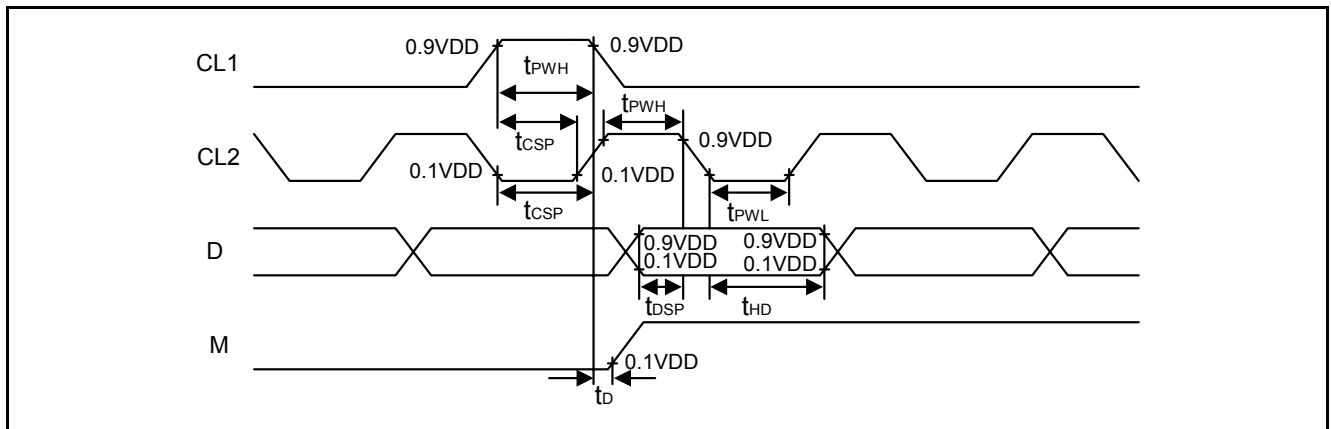 CL1
0.9VDD
0.9VDD
tPWH
tPWH
tCSP
CL2
0.9VDD
0.1VDD
0.1VDD
tCSP
tPWL
D
0.9VDD
0.9VDD
0.1VDD
0.1VDD
tDSP
tHD
M
0.1VDD
tD